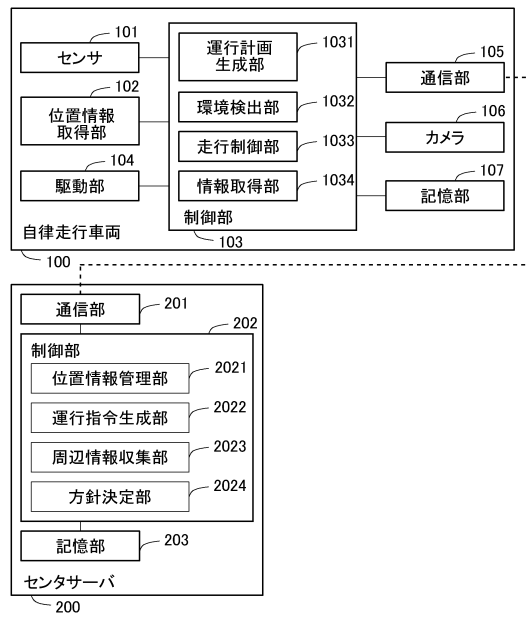 センサ
101
位置情報
取得部
102
駆動部
104
運行計画
生成部
1031
環境検出部
1032
走行制御部
1033
情報取得部
1034
制御部
103
通信部
105
カメラ
106
記憶部
107
自律走行車両
100
通信部
201
202
制御部
位置情報管理部
2021
運行指令生成部
2022
周辺情報収集部
2023
方針決定部
2024
記憶部
203
センタサーバ
200